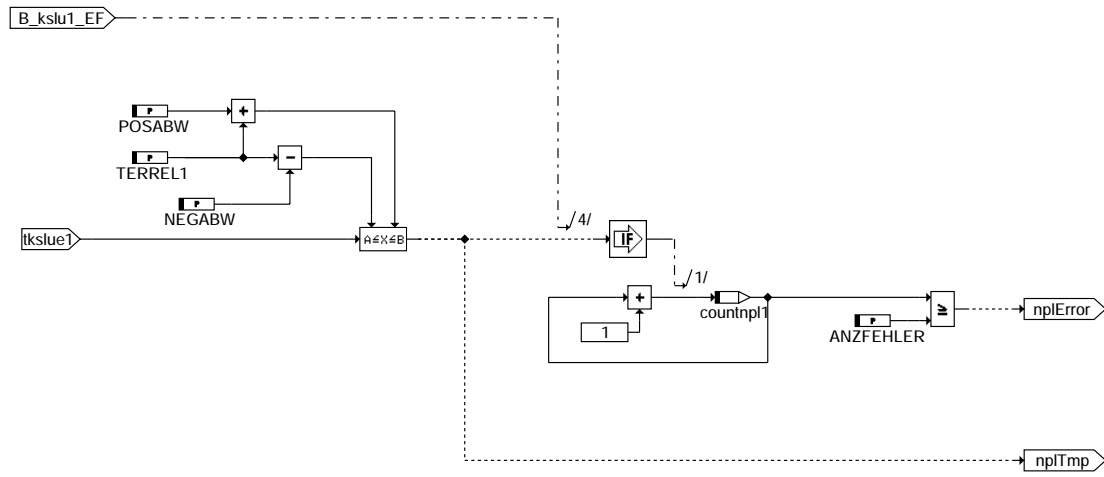 B_kslu1_EF
P
POSABW
+
P
TERREL1
-
P
NEGABW
/4/
tkslue1
A≤X≤B
IF
/1/
+
countnpl1
1
P
ANZFEHLER
≥
nplError
nplTmp